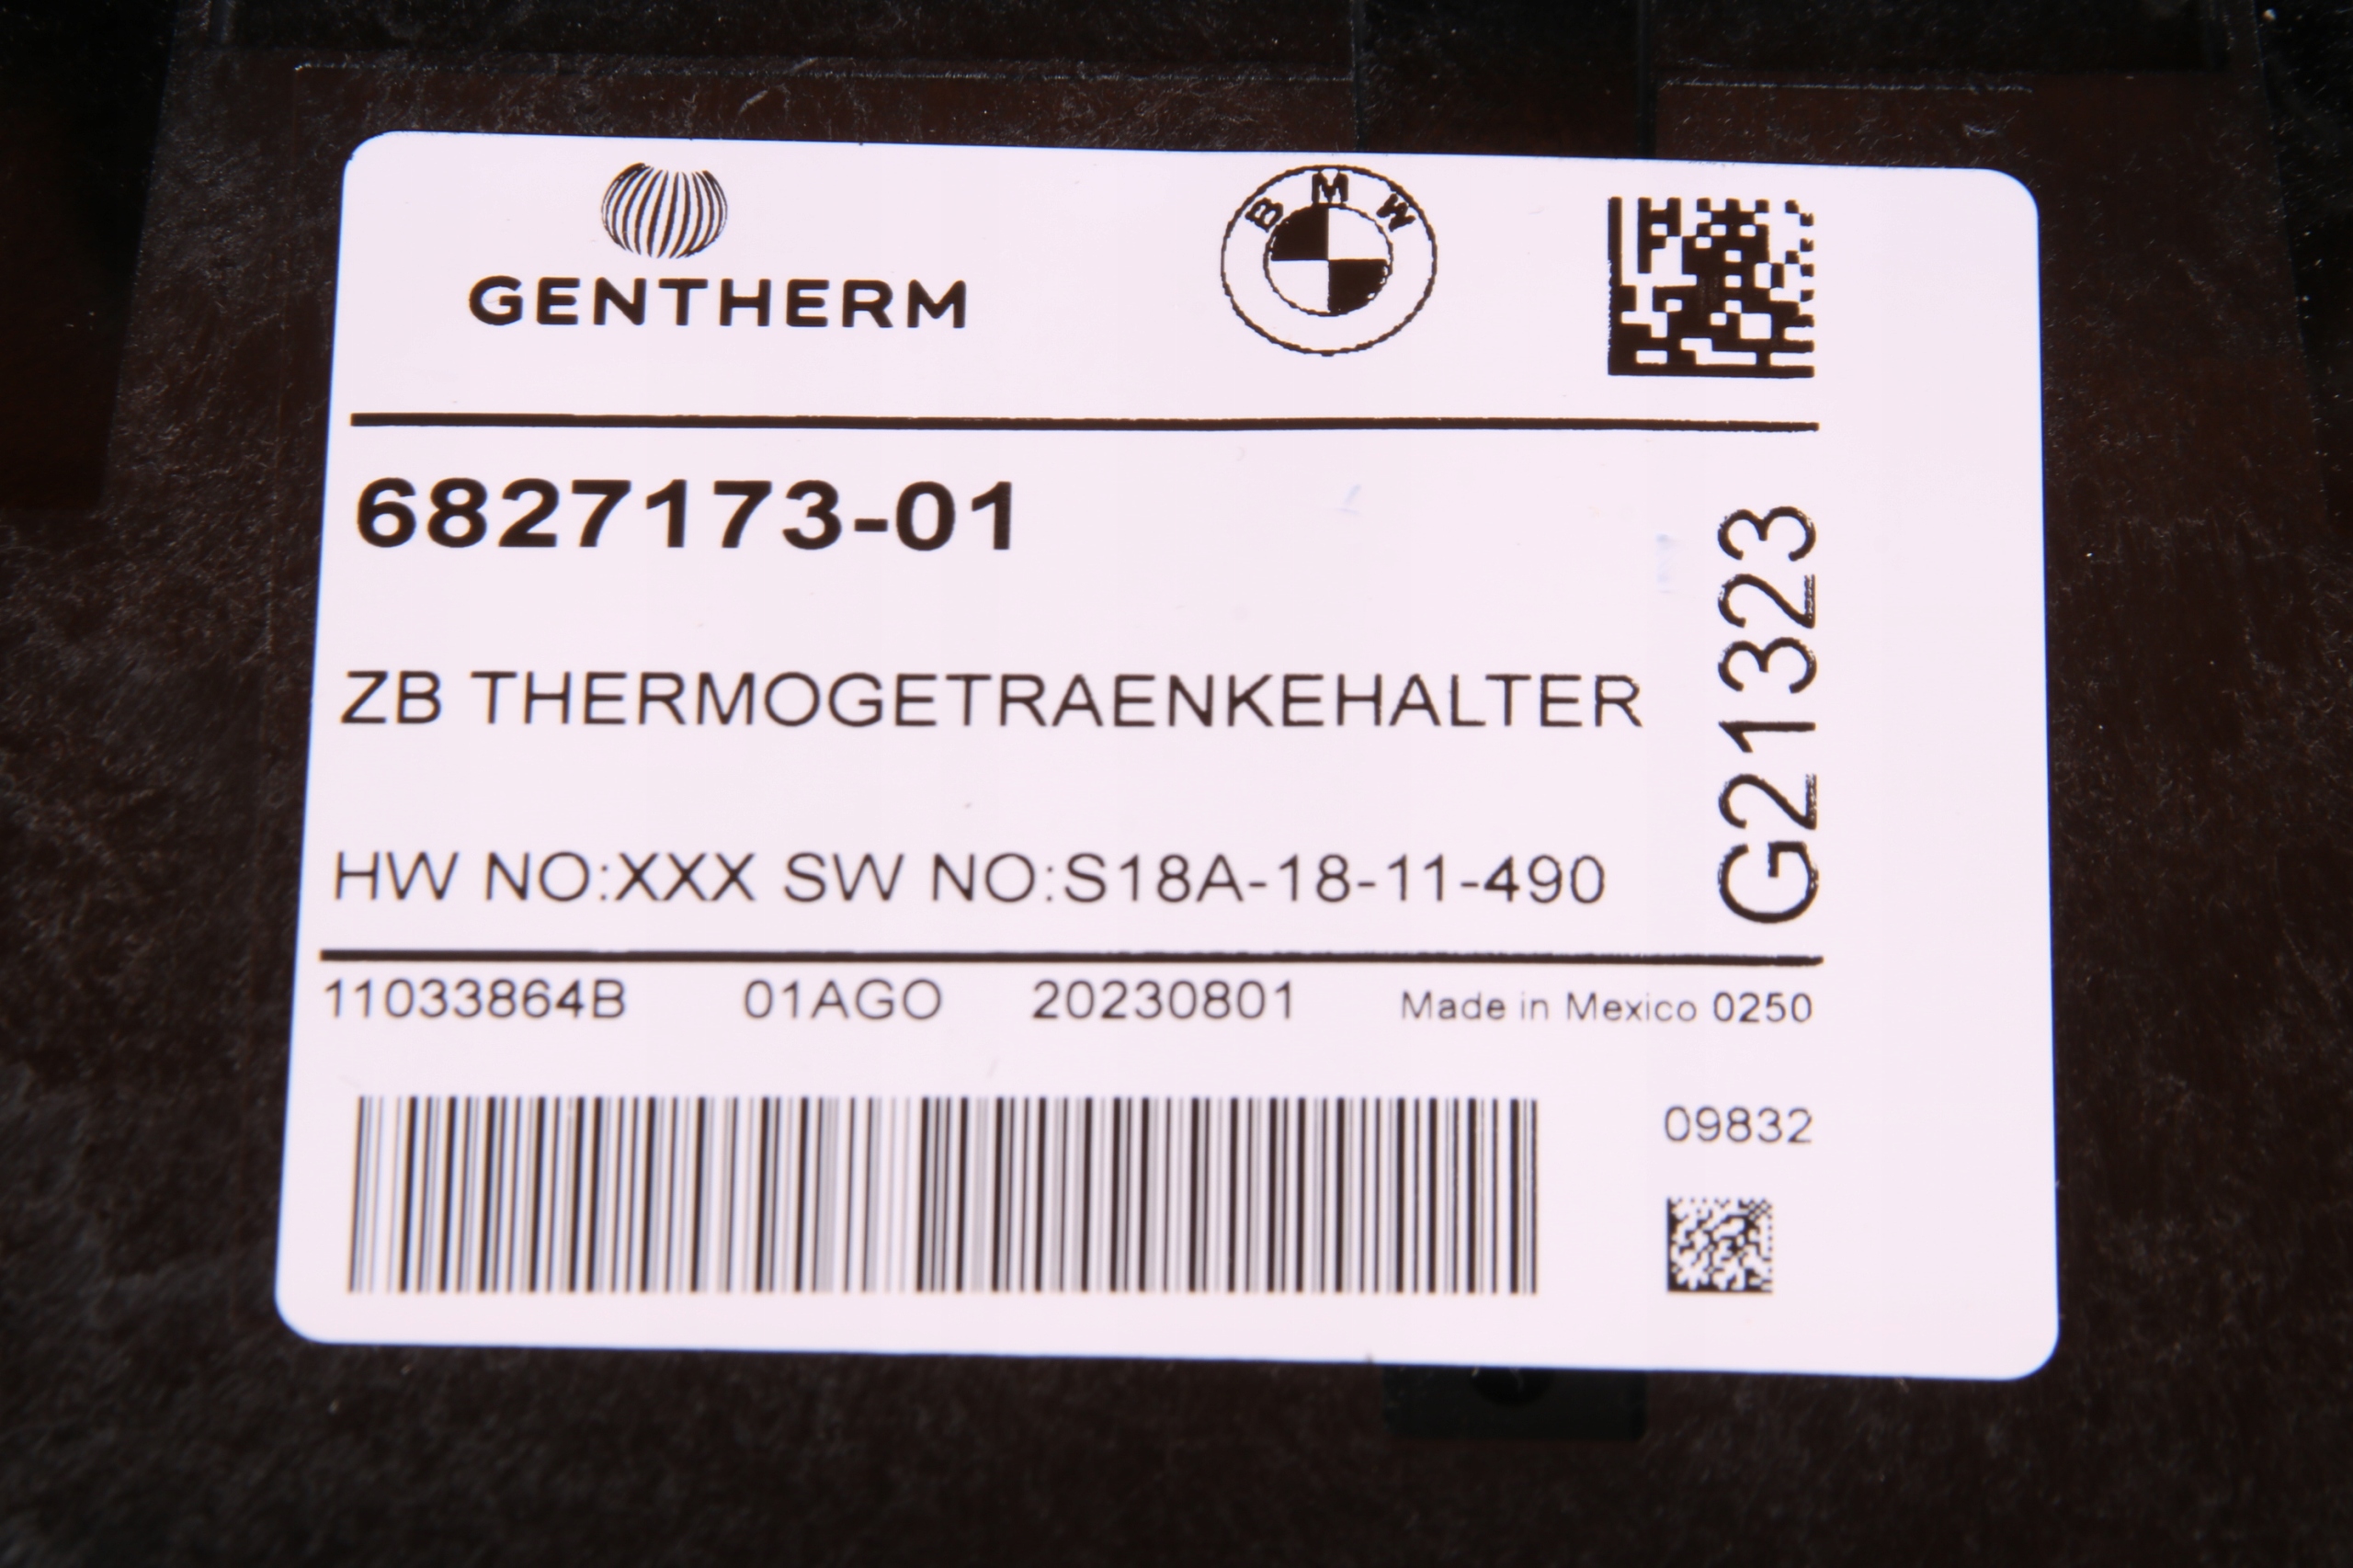 GENTHERM
BMW
6827173-01
ZB THERMOGETRAENKEHALTER
HW NO:XXX SW NO:S18A-18-11-490
G21323
11033864B 01AGO 20230801 Made in Mexico 0250
09832